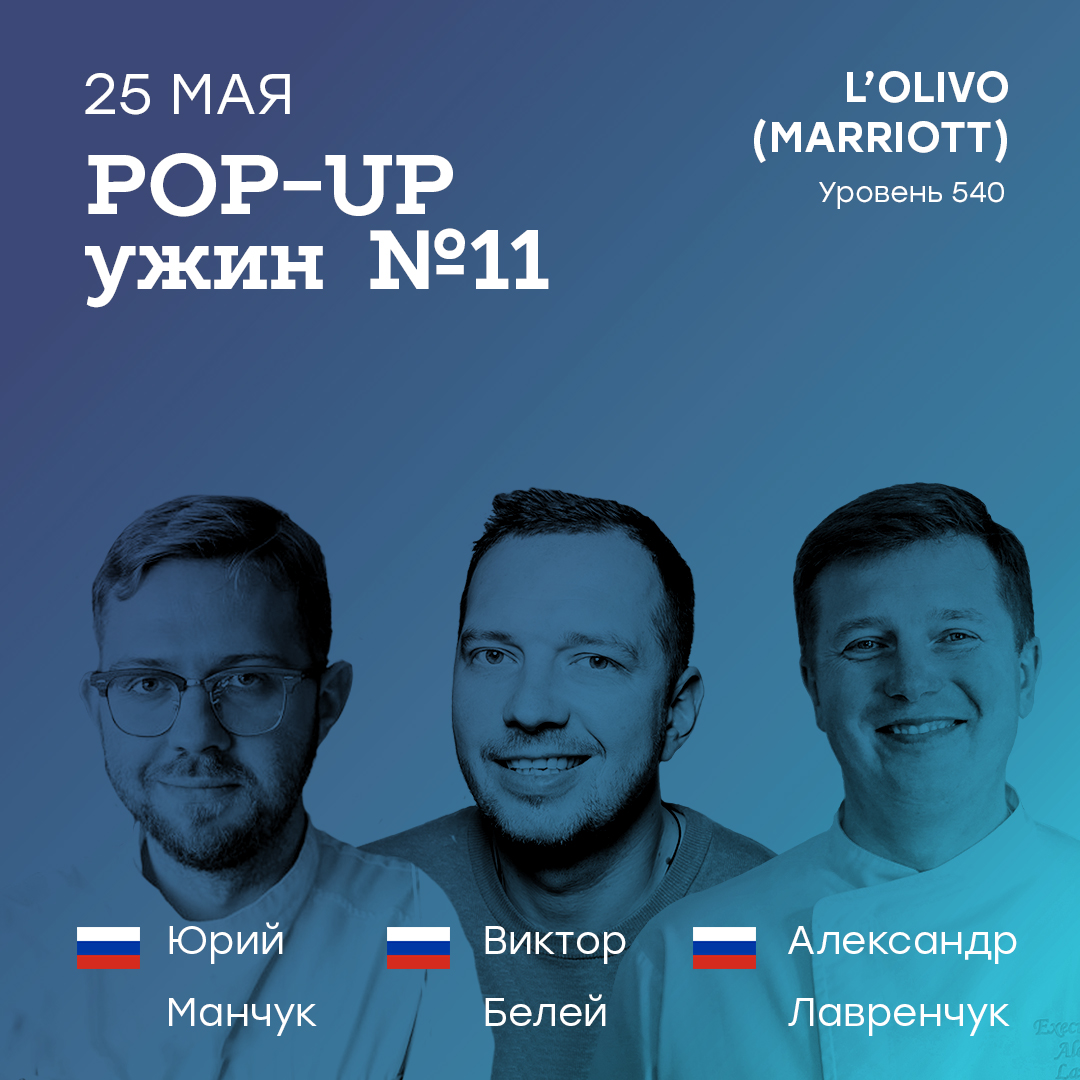 25 МАЯ
POP-UP
ужин №11
L’OLIVO
(MARRIOTT)
Уровень 540
Юрий
Манчук
Виктор
Белей
Александр
Лавренчук